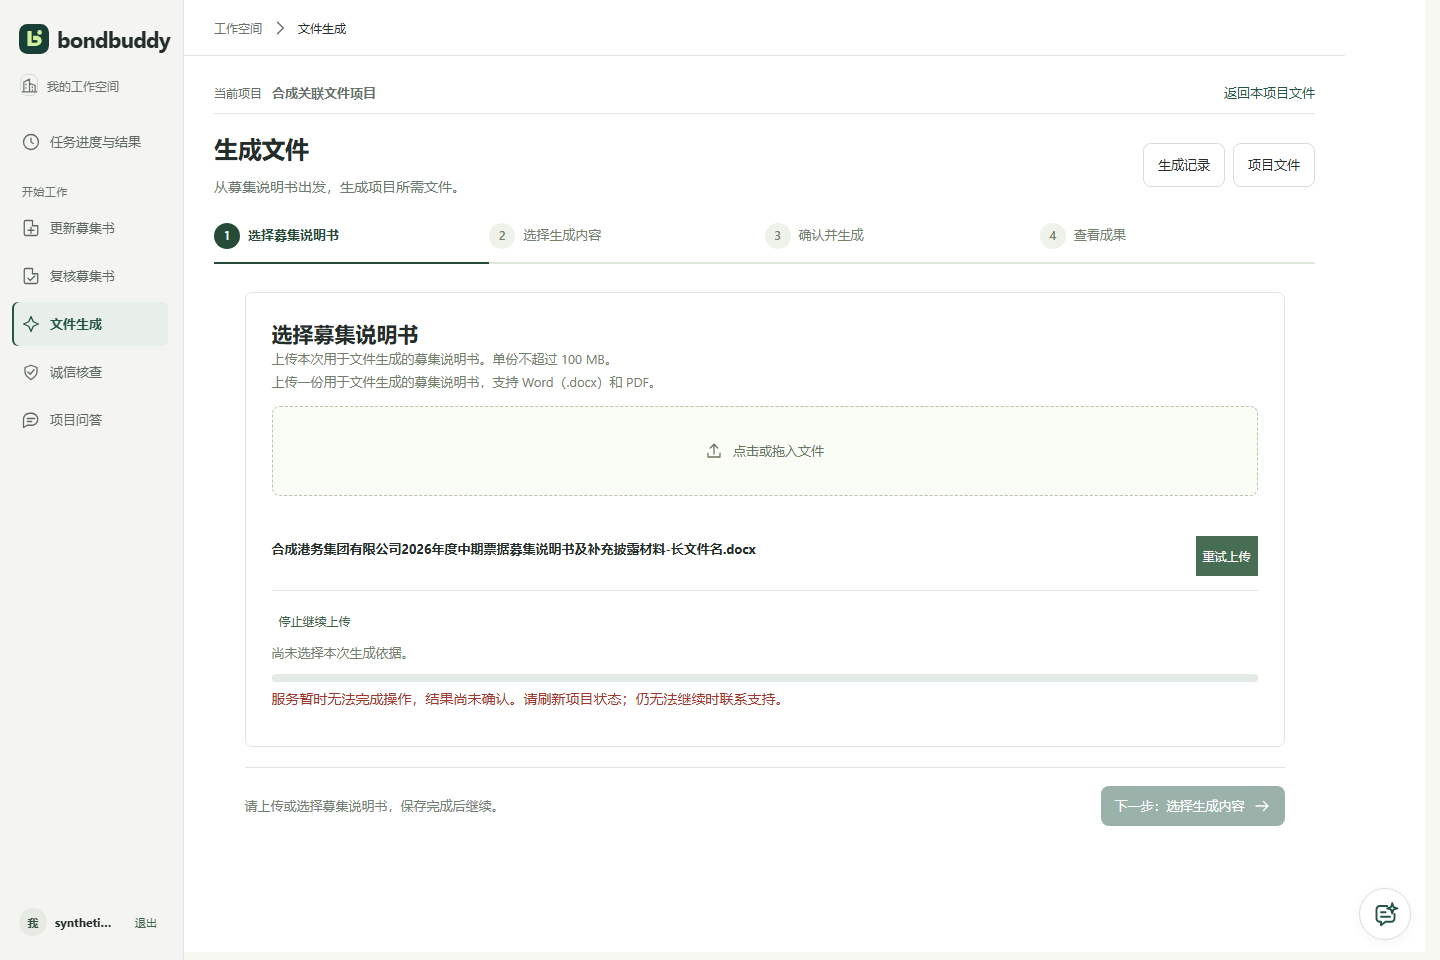 bondbuddy
我的工作空间
任务进度与结果
开始工作
更新募集书
复核募集书
文件生成
诚信核查
项目问答
我 syntheti... 退出
工作空间 > 文件生成
当前项目 合成关联文件项目
返回本项目文件
生成文件
从募集说明书出发，生成项目所需文件。
生成记录
项目文件
1 选择募集说明书
2 选择生成内容
3 确认并生成
4 查看成果
选择募集说明书
上传本次用于文件生成的募集说明书。单份不超过 100 MB。
上传一份用于文件生成的募集说明书，支持 Word（.docx）和 PDF。
点击或拖入文件
合成港务集团有限公司2026年度中期票据募集说明书及补充披露材料-长文件名.docx
重试上传
停止继续上传
尚未选择本次生成依据。
服务暂时无法完成操作，结果尚未确认。请刷新项目状态；仍无法继续时联系支持。
请上传或选择募集说明书，保存完成后继续。
下一步：选择生成内容 →